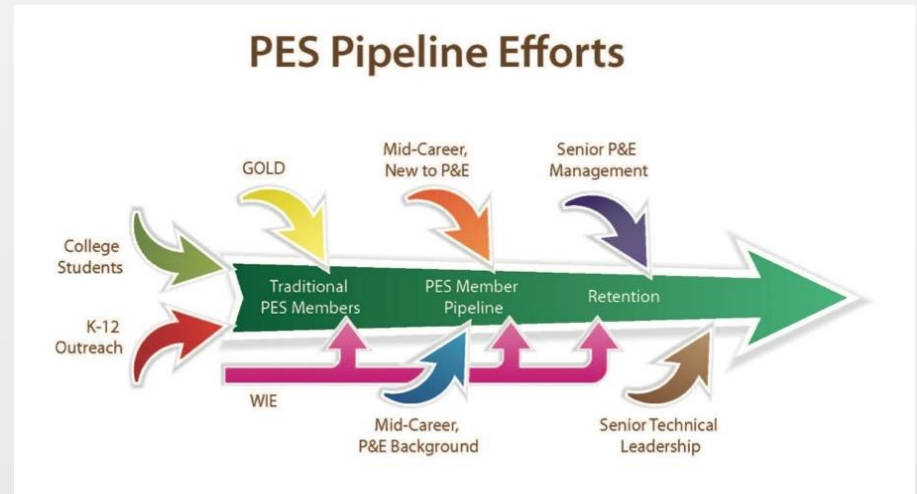 PES Pipeline Efforts
GOLD
Mid-Career,
New to P&E
Senior P&E
Management
College
Students
Traditional
PES Members
PES Member
Pipeline
Retention
K-12
Outreach
WIE
Mid-Career,
P&E Background
Senior Technical
Leadership